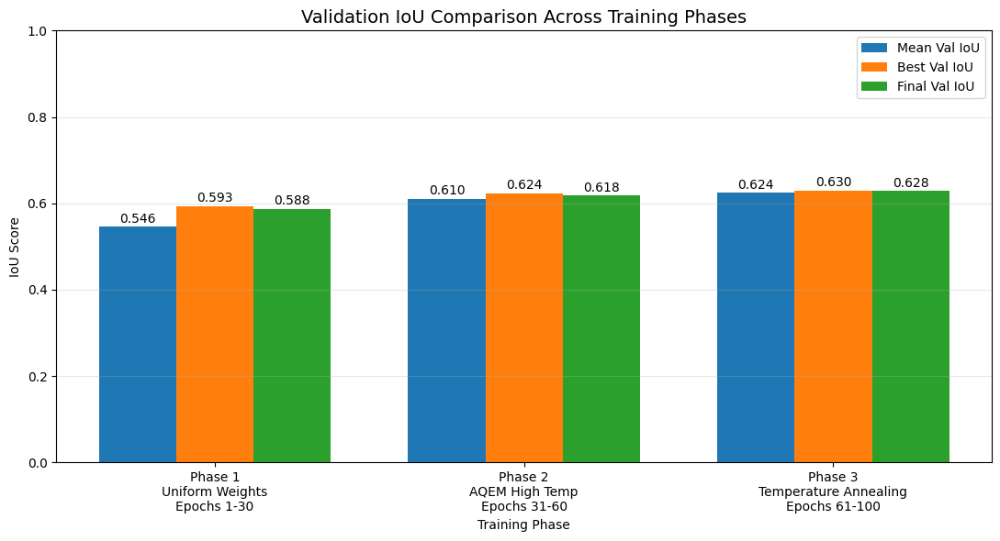 Validation IoU Comparison Across Training Phases
1.0
0.8
0.6
0.4
0.2
0.0
IoU Score
Mean Val IoU
Best Val IoU
Final Val IoU
0.546
0.593
0.588
0.610
0.624
0.618
0.624
0.630
0.628
Phase 1
Uniform Weights
Epochs 1-30
Phase 2
AQEM High Temp
Epochs 31-60
Phase 3
Temperature Annealing
Epochs 61-100
Training Phase